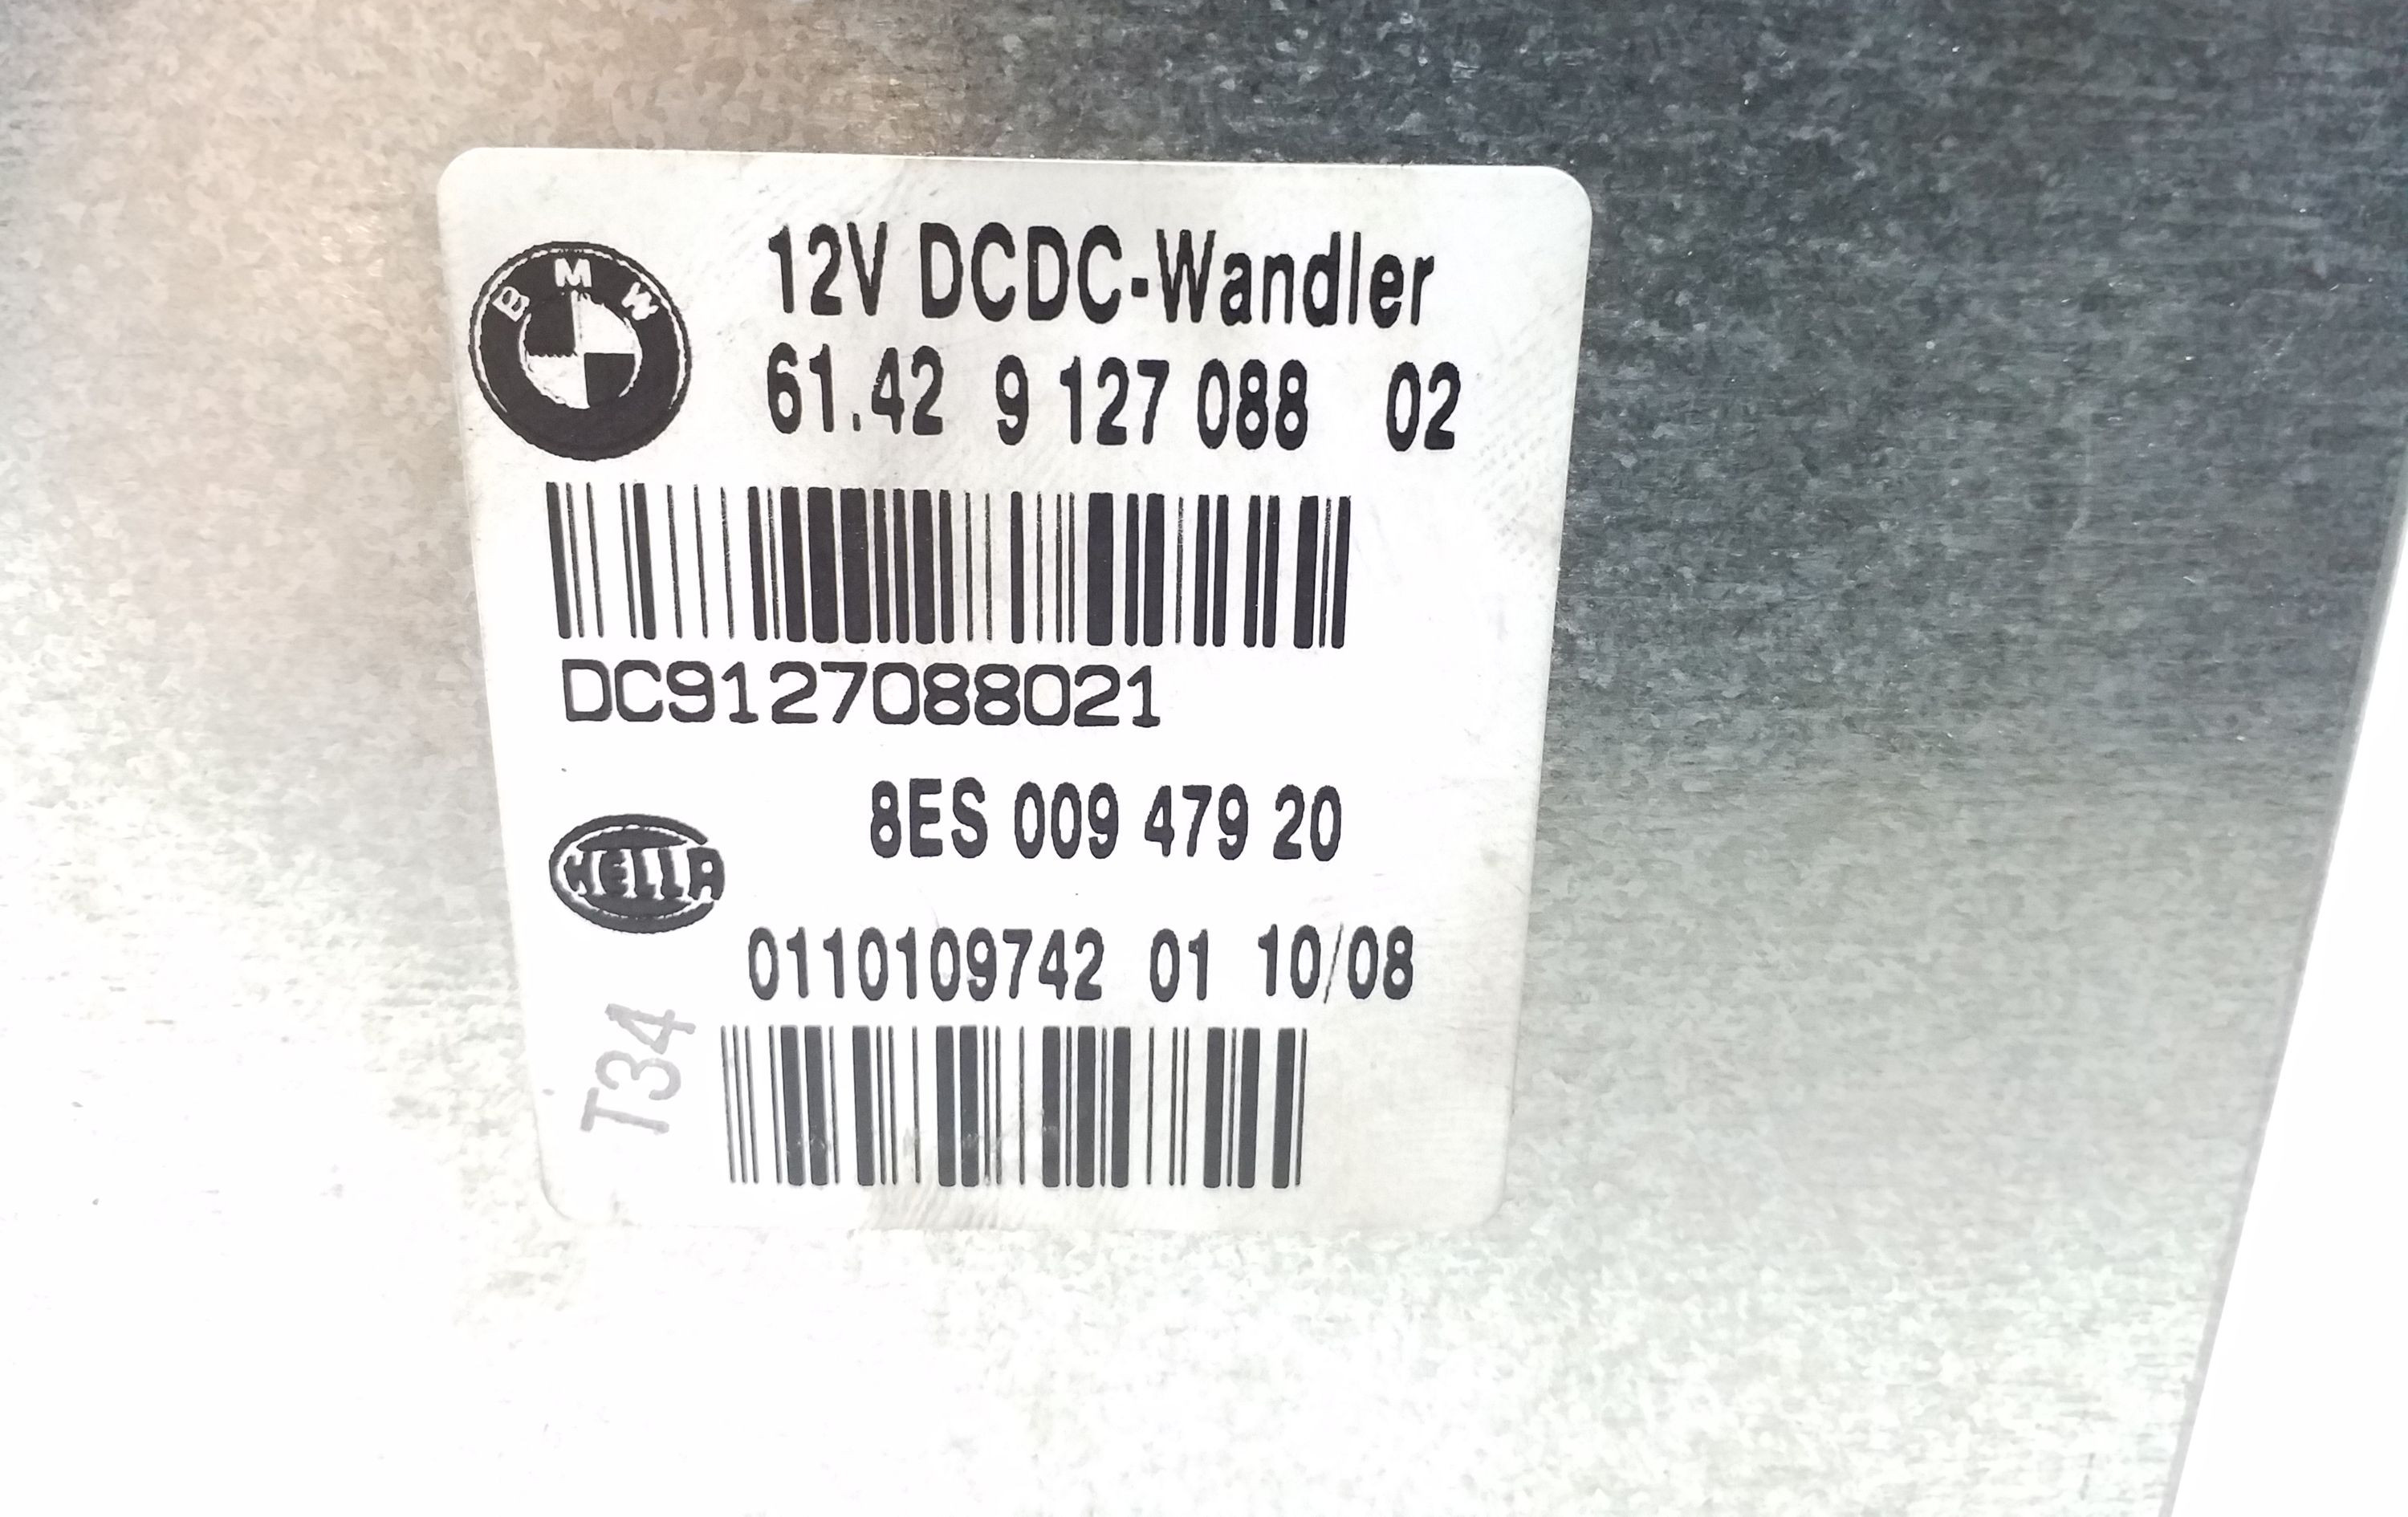 BMW
12V DCDC-Wandler
61.42 9 127 088 02
DC9127088021
8ES 009 479 20
HELLA
0110109742 01 10/08
T34